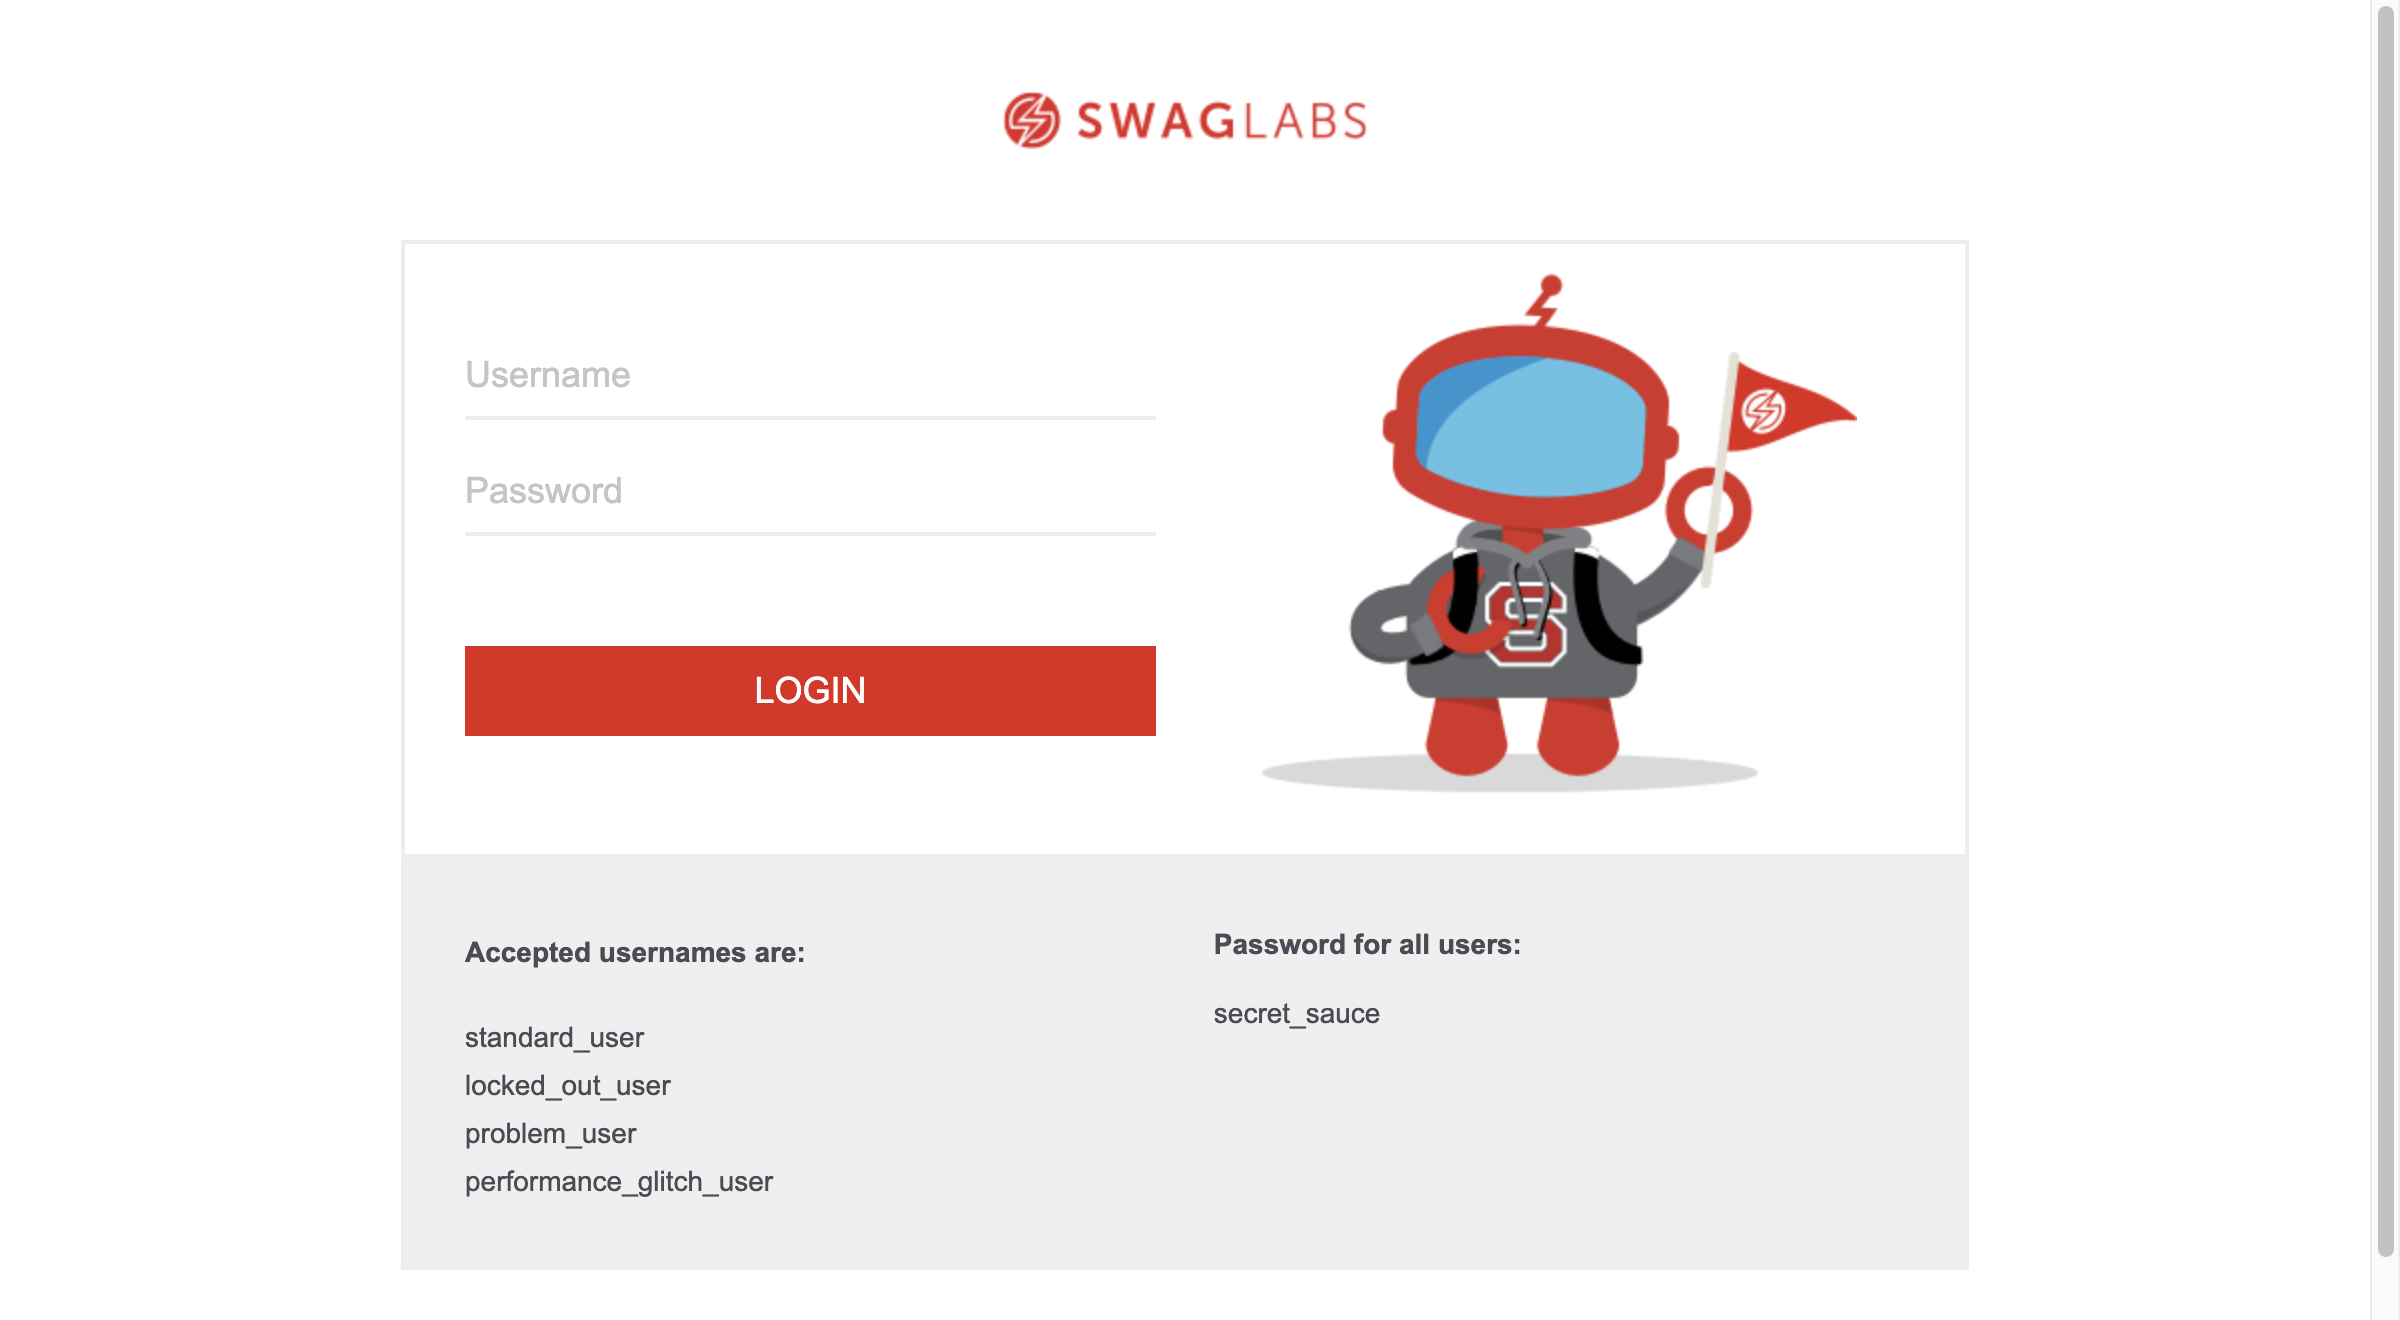 SWAGLABS
Username
Password
LOGIN
S
Accepted usernames are:
standard_user
locked_out_user
problem_user
performance_glitch_user
Password for all users:
secret_sauce